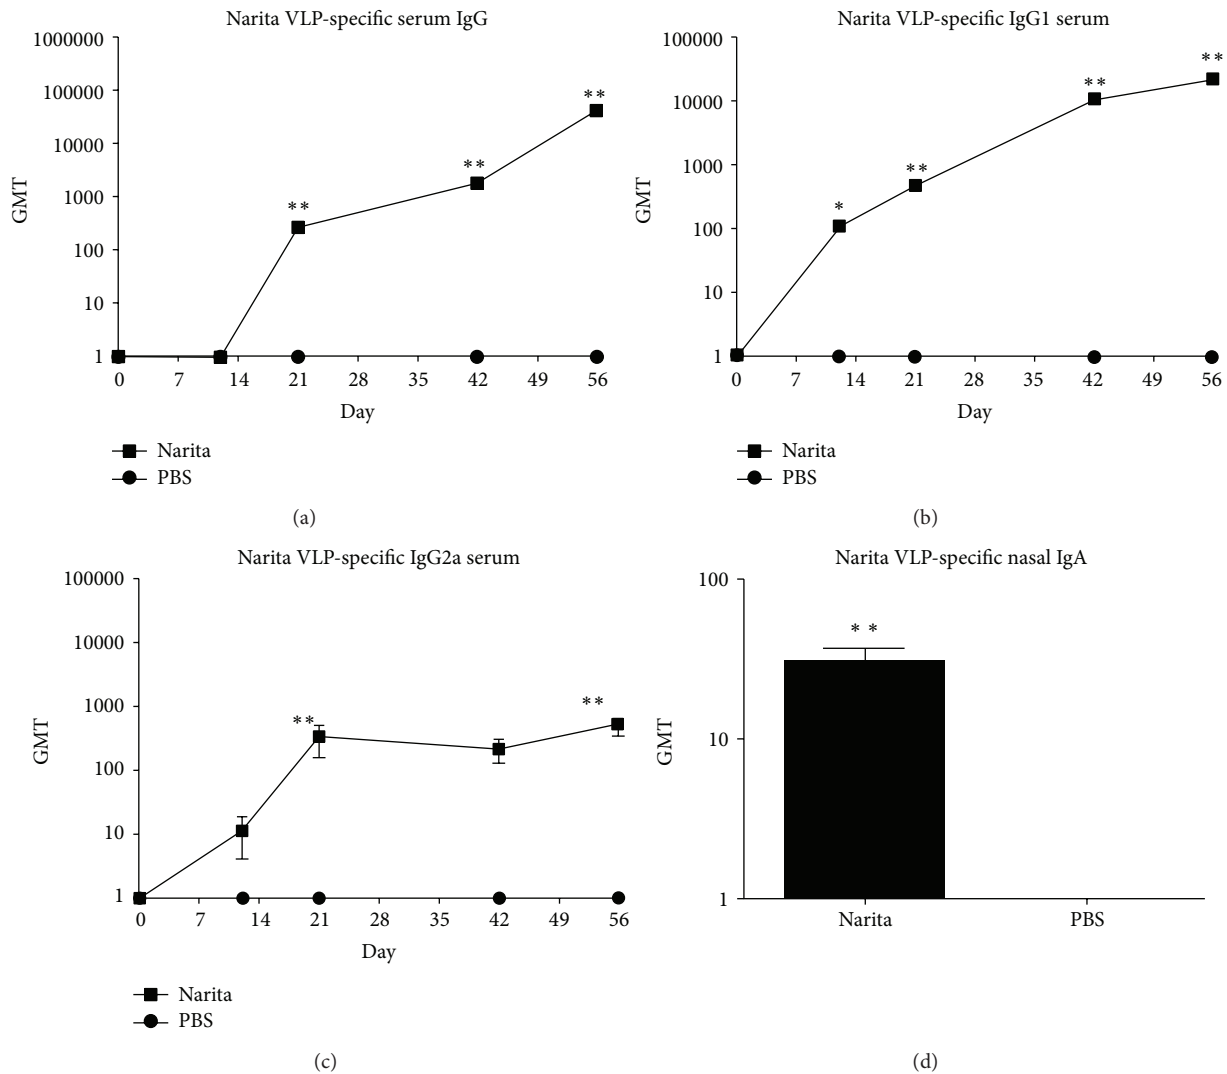 Narita VLP-specific serum IgG
1000000
100000
10000
1000
100
10
1
GMT
** ** **
0 7 14 21 28 35 42 49 56
Day
Narita
PBS
(a)
Narita VLP-specific IgG1 serum
100000
10000
1000
100
10
1
GMT
* ** ** **
0 7 14 21 28 35 42 49 56
Day
Narita
PBS
(b)
Narita VLP-specific IgG2a serum
100000
10000
1000
100
10
1
GMT
** **
0 7 14 21 28 35 42 49 56
Day
Narita
PBS
(c)
Narita VLP-specific nasal IgA
100
10
1
GMT
* *
Narita PBS
(d)